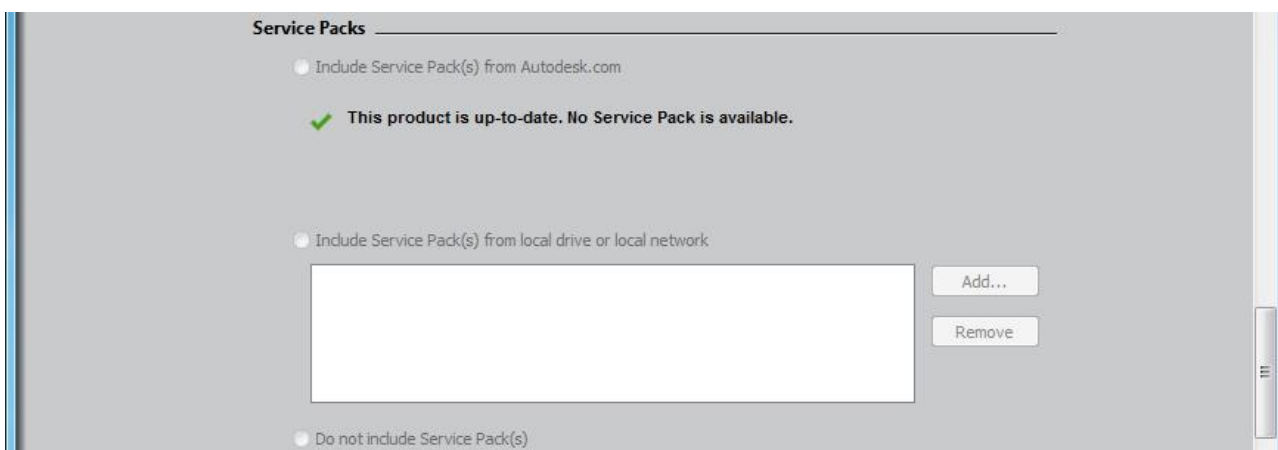 Service Packs
Include Service Pack(s) from Autodesk.com
This product is up-to-date. No Service Pack is available.
Include Service Pack(s) from local drive or local network
Add...
Remove
Do not include Service Pack(s)